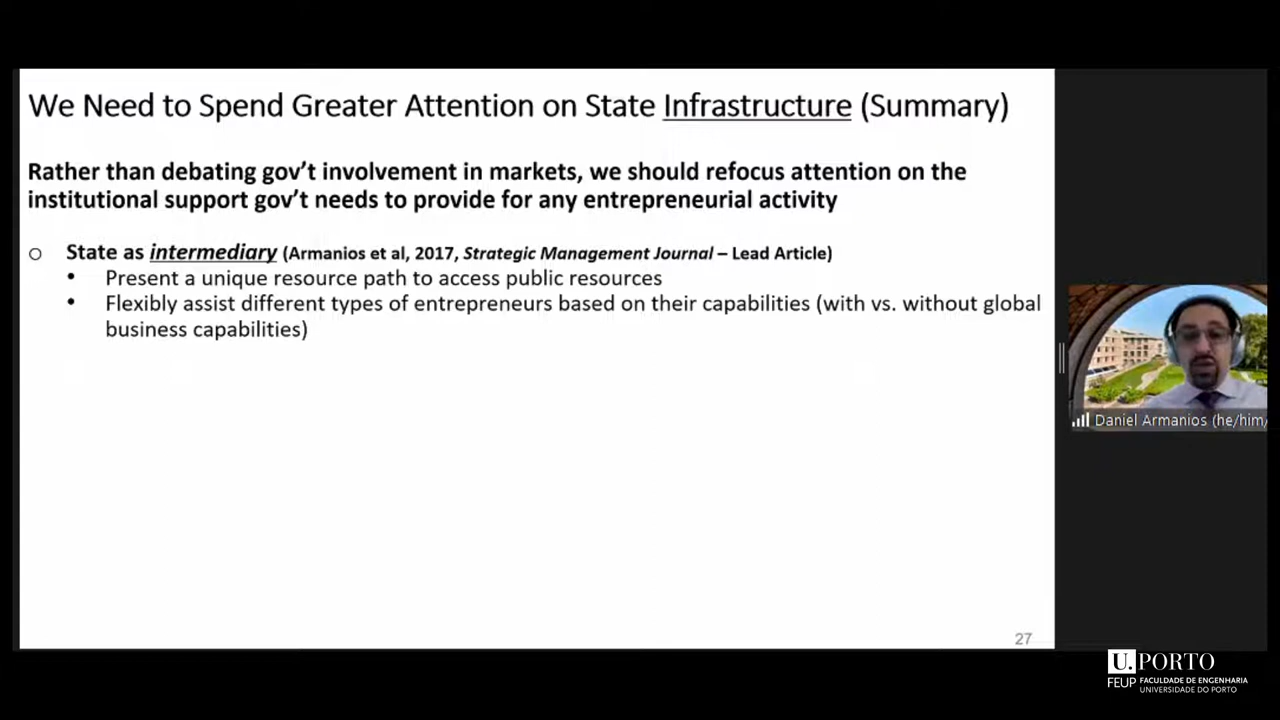 We Need to Spend Greater Attention on State Infrastructure (Summary)
Rather than debating gov't involvement in markets, we should refocus attention on the
institutional support gov't needs to provide for any entrepreneurial activity
o State as intermediary (Armanios et al, 2017, Strategic Management Journal – Lead Article)
• Present a unique resource path to access public resources
• Flexibly assist different types of entrepreneurs based on their capabilities (with vs. without global
business capabilities)
Daniel Armanios (he/him/
27
U.PORTO
FEUP FACULDADE DE ENGENHARIA
UNIVERSIDADE DO PORTO